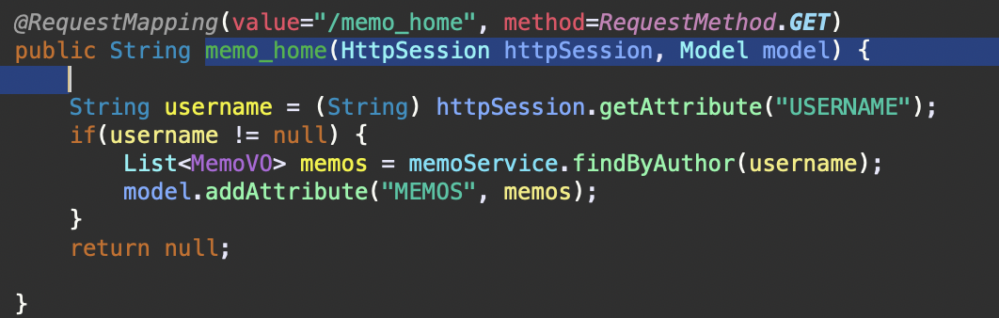 @RequestMapping(value="/memo_home", method=RequestMethod.GET)
public String memo_home(HttpSession httpSession, Model model) {
String username = (String) httpSession.getAttribute("USERNAME");
if(username != null) {
List<MemoVO> memos = memoService.findByAuthor(username);
model.addAttribute("MEMOS", memos);
}
return null;
}